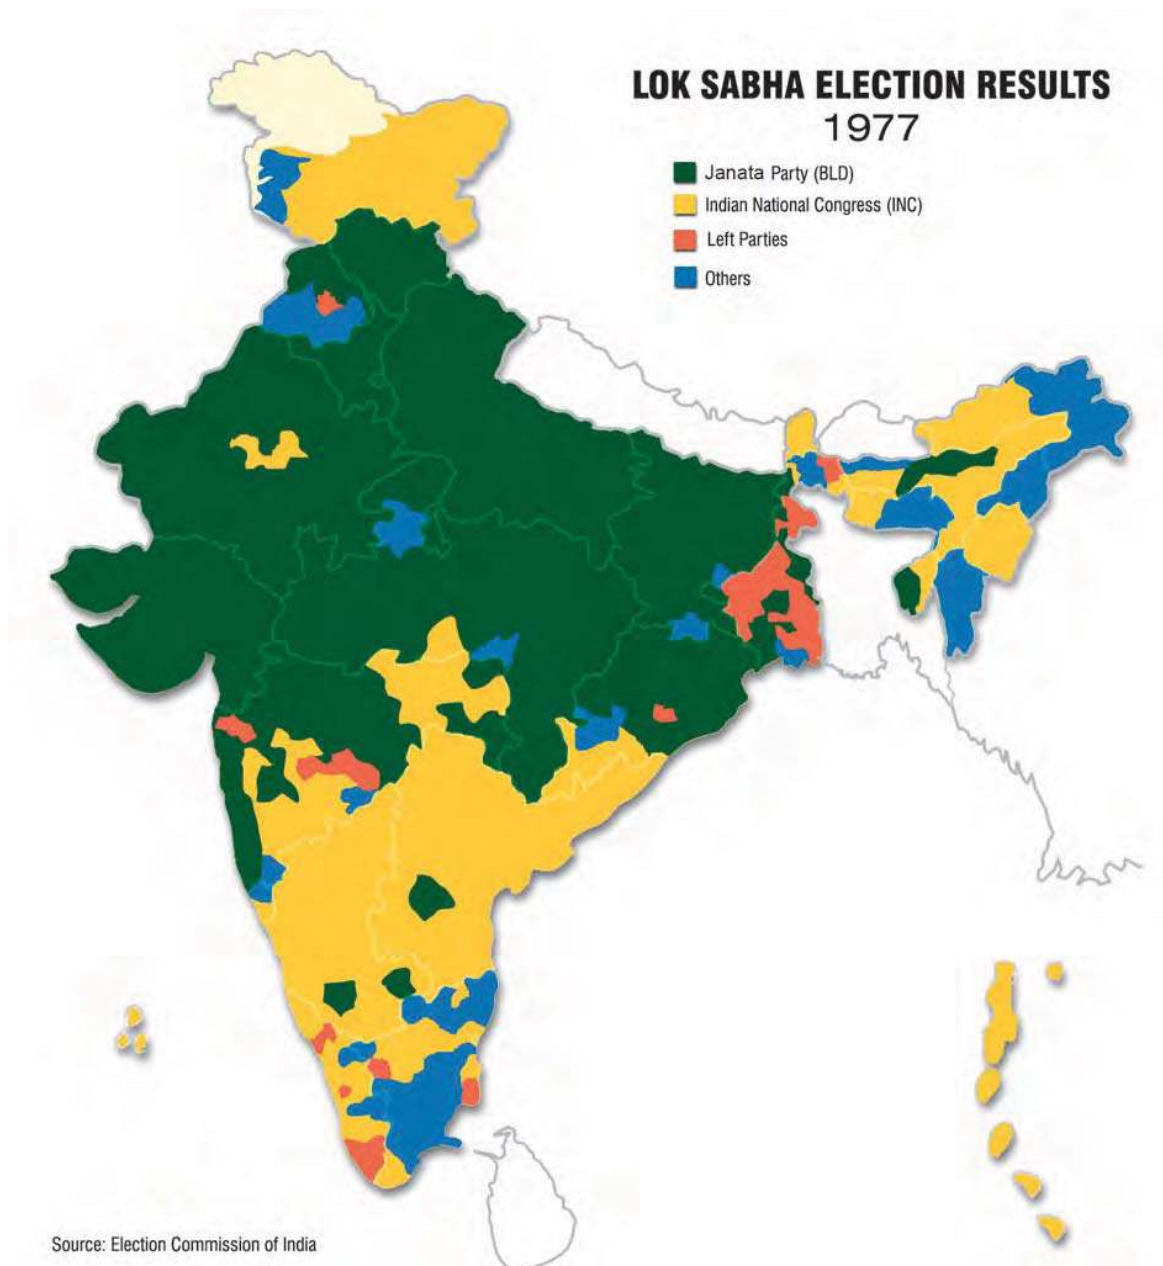 LOK SABHA ELECTION RESULTS
1977
Janata Party (BLD)
Indian National Congress (INC)
Left Parties
Others
Source: Election Commission of India